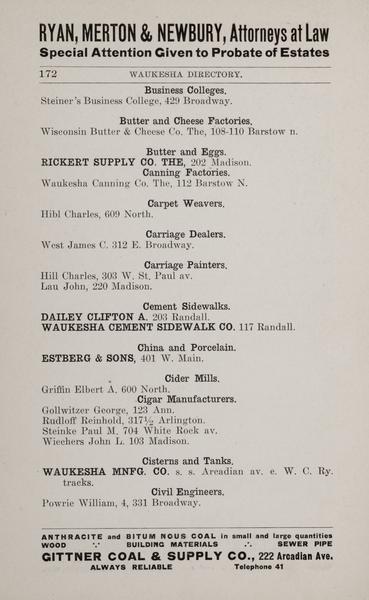 RYAN, MERTON & NEWBURY, Attorneys at Law
Special Attention Given to Probate of Estates
172 WAUKESHA DIRECTORY.
Business Colleges.
Steiner's Business College, 429 Broadway.
Butter and Cheese Factories.
Wisconsin Butter & Cheese Co. The, 108-110 Barstow n.
Butter and Eggs.
RICKERT SUPPLY CO. THE, 202 Madison.
Canning Factories.
Waukesha Canning Co. The, 112 Barstow N.
Carpet Weavers.
Hibl Charles, 609 North.
Carriage Dealers.
West James C. 312 E. Broadway.
Carriage Painters.
Hill Charles, 303 W. St. Paul av.
Lau John, 220 Madison.
Cement Sidewalks.
DAILEY CLIFTON A. 203 Randall.
WAUKESHA CEMENT SIDEWALK CO. 117 Randall.
China and Porcelain.
ESTBERG & SONS, 401 W. Main.
Cider Mills.
Griffin Elbert A. 600 North.
Cigar Manufacturers.
Gollwitzer George, 123 Ann.
Rudloff Reinhold, 317½ Arlington.
Steinke Paul M. 704 White Rock av.
Wiechers John L. 103 Madison.
Cisterns and Tanks.
WAUKESHA MNFG. CO. s. s. Arcadian av. e. W. C. Ry.
tracks.
Civil Engineers.
Powrie William, 4, 331 Broadway.
ANTHRACITE and BITUM NOUS COAL in small and large quantities
WOOD ∵ BUILDING MATERIALS ∴ SEWER PIPE
GITTNER COAL & SUPPLY CO., 222 Arcadian Ave.
ALWAYS RELIABLE Telephone 41